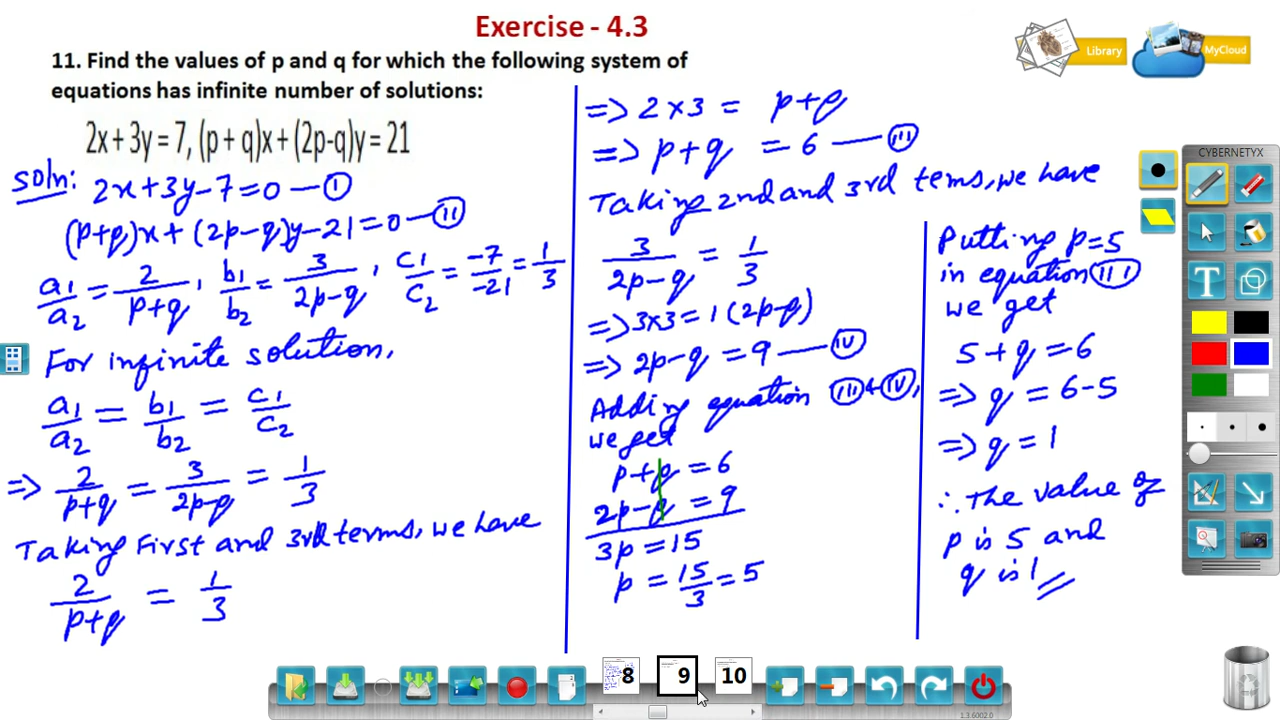 Exercise - 4.3
11. Find the values of p and q for which the following system of
equations has infinite number of solutions:
2x + 3y = 7, (p + q)x + (2p-q)y = 21
Soln: 2x+3y-7=0 — (I)
(p+q)x + (2p-q)y-21=0 — (II)
a1/a2 = 2/p+q, b1/b2 = 3/2p-q, c1/c2 = -7/-21 = 1/3
For infinite solution,
a1/a2 = b1/b2 = c1/c2
=> 2/p+q = 3/2p-q = 1/3
Taking First and 3rd terms, we have
2/p+q = 1/3
=> 2×3 = p+q
=> p+q = 6 — (III)
Taking 2nd and 3rd tems, we have
3/2p-q = 1/3
=> 3×3 = 1(2p-q)
=> 2p-q = 9 — (IV)
Adding equation (III) & (IV),
we get
p+q = 6
2p-q = 9
3p = 15
p = 15/3 = 5
Putting p=5
in equation (III)
we get
5+q = 6
=> q = 6-5
=> q = 1
∴ The value of
p is 5 and
q is 1
Library
MyCloud
CYBERNETYX
T
8
9
10
1.3.6002.0